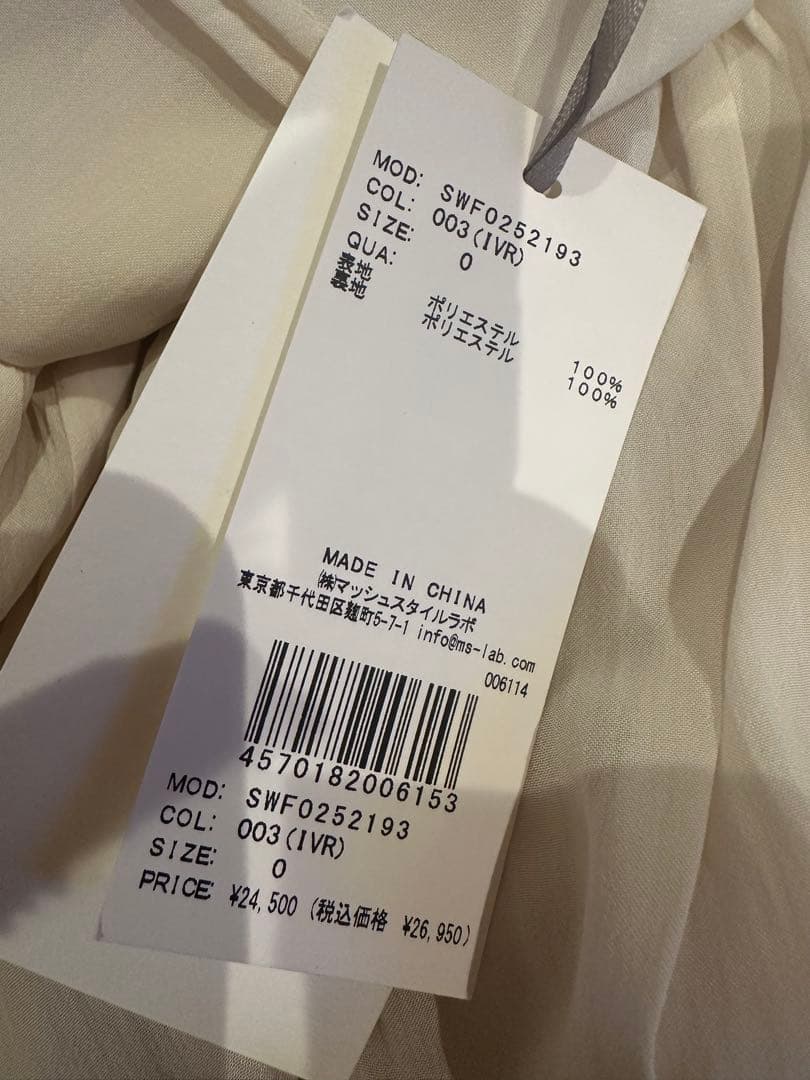 MOD: SWF0252193
COL: 003(IVR)
SIZE: 0
QUA:
表地 ポリエステル 100%
裏地 ポリエステル 100%
MADE IN CHINA
㈱マッシュスタイルラボ
東京都千代田区麹町5-7-1 info@ms-lab.com
006114
4570182006153
MOD: SWF0252193
COL: 003(IVR)
SIZE: 0
PRICE: ¥24,500 (税込価格 ¥26,950)